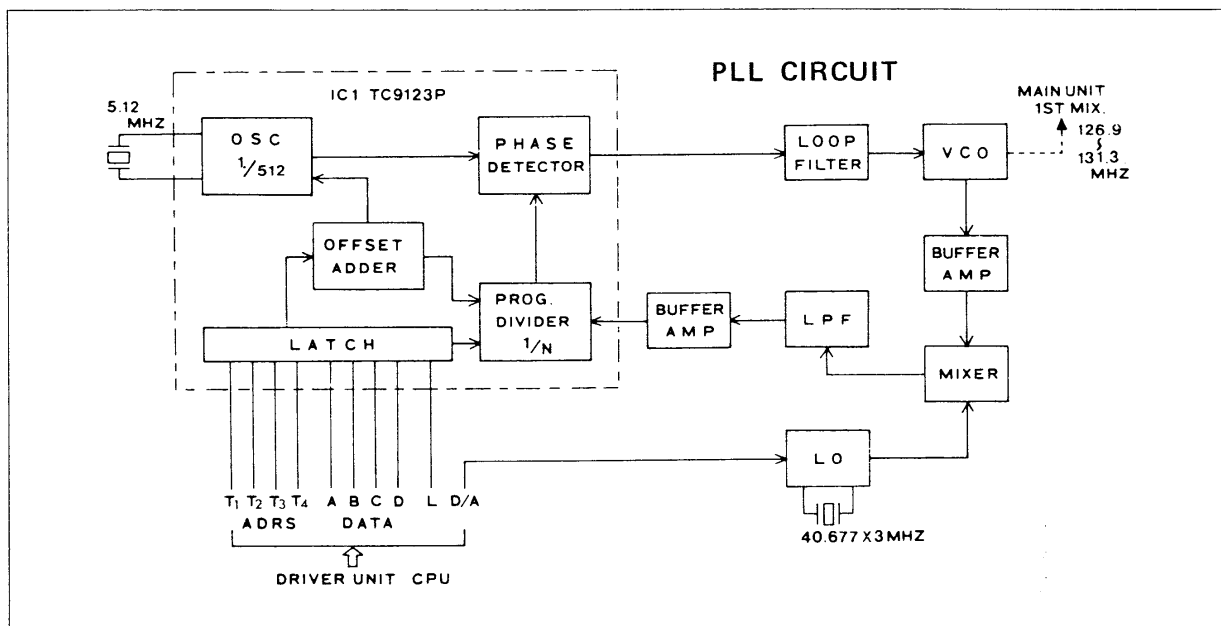 PLL CIRCUIT
IC1 TC9123P
5.12
MHZ
OSC
1/512
PHASE
DETECTOR
LOOP
FILTER
VCO
MAIN UNIT
1ST MIX.
126.9
∫
131.3
MHZ
OFFSET
ADDER
BUFFER
AMP
PROG.
DIVIDER
1/N
BUFFER
AMP
LPF
LATCH
MIXER
LO
40.677 X 3 MHZ
T1 T2 T3 T4 A B C D L D/A
ADRS DATA
DRIVER UNIT CPU